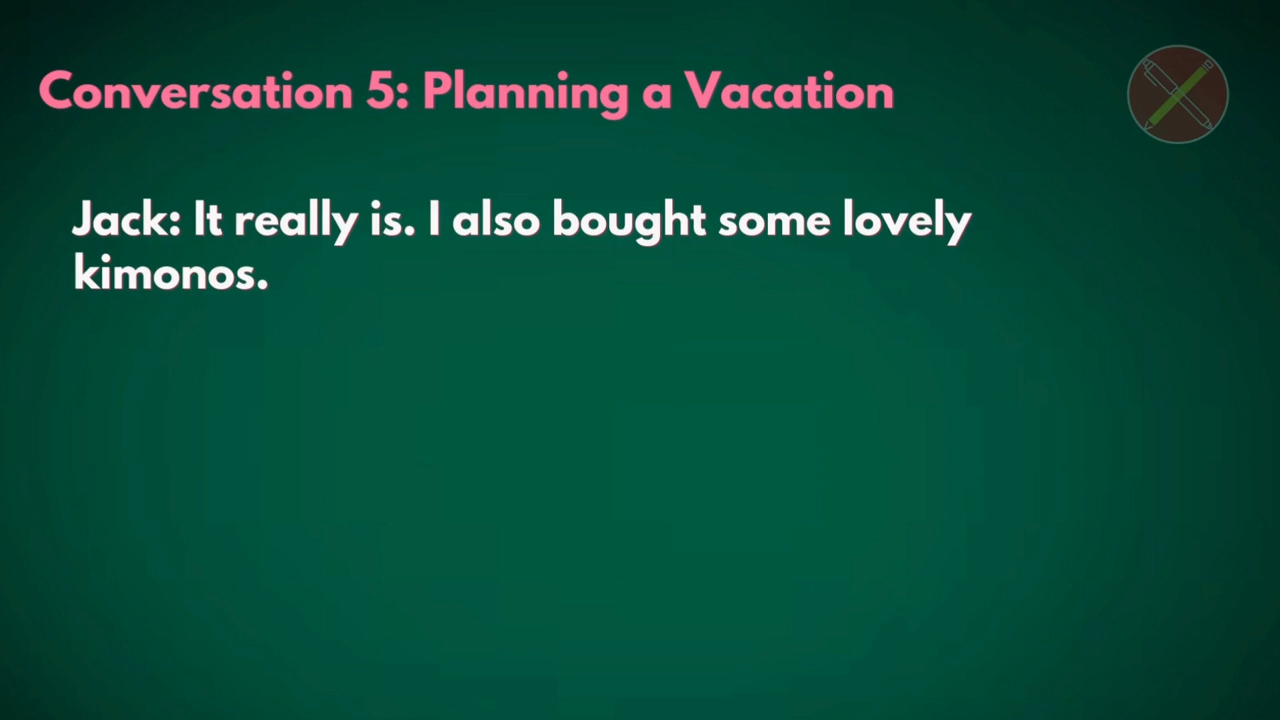 Conversation 5: Planning a Vacation
Jack: It really is. I also bought some lovely
kimonos.